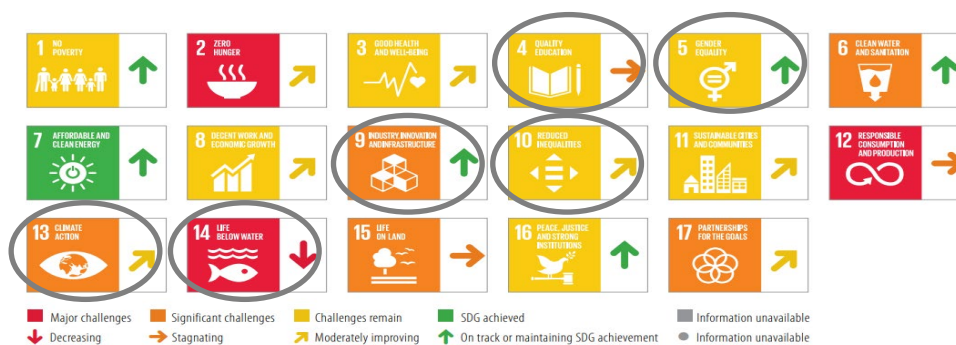 1 NO
POVERTY
2 ZERO
HUNGER
3 GOOD HEALTH
AND WELL-BEING
4 QUALITY
EDUCATION
5 GENDER
EQUALITY
6 CLEAN WATER
AND SANITATION
7 AFFORDABLE AND
CLEAN ENERGY
8 DECENT WORK AND
ECONOMIC GROWTH
9 INDUSTRY, INNOVATION
ANDINFRASTRUCTURE
10 REDUCED
INEQUALITIES
11 SUSTAINABLE CITIES
AND COMMUNITIES
12 RESPONSIBLE
CONSUMPTION
AND PRODUCTION
13 CLIMATE
ACTION
14 LIFE
BELOW WATER
15 LIFE
ON LAND
16 PEACE, JUSTICE
AND STRONG
INSTITUTIONS
17 PARTNERSHIPS
FOR THE GOALS
Major challenges Significant challenges Challenges remain SDG achieved Information unavailable
Decreasing Stagnating Moderately improving On track or maintaining SDG achievement Information unavailable